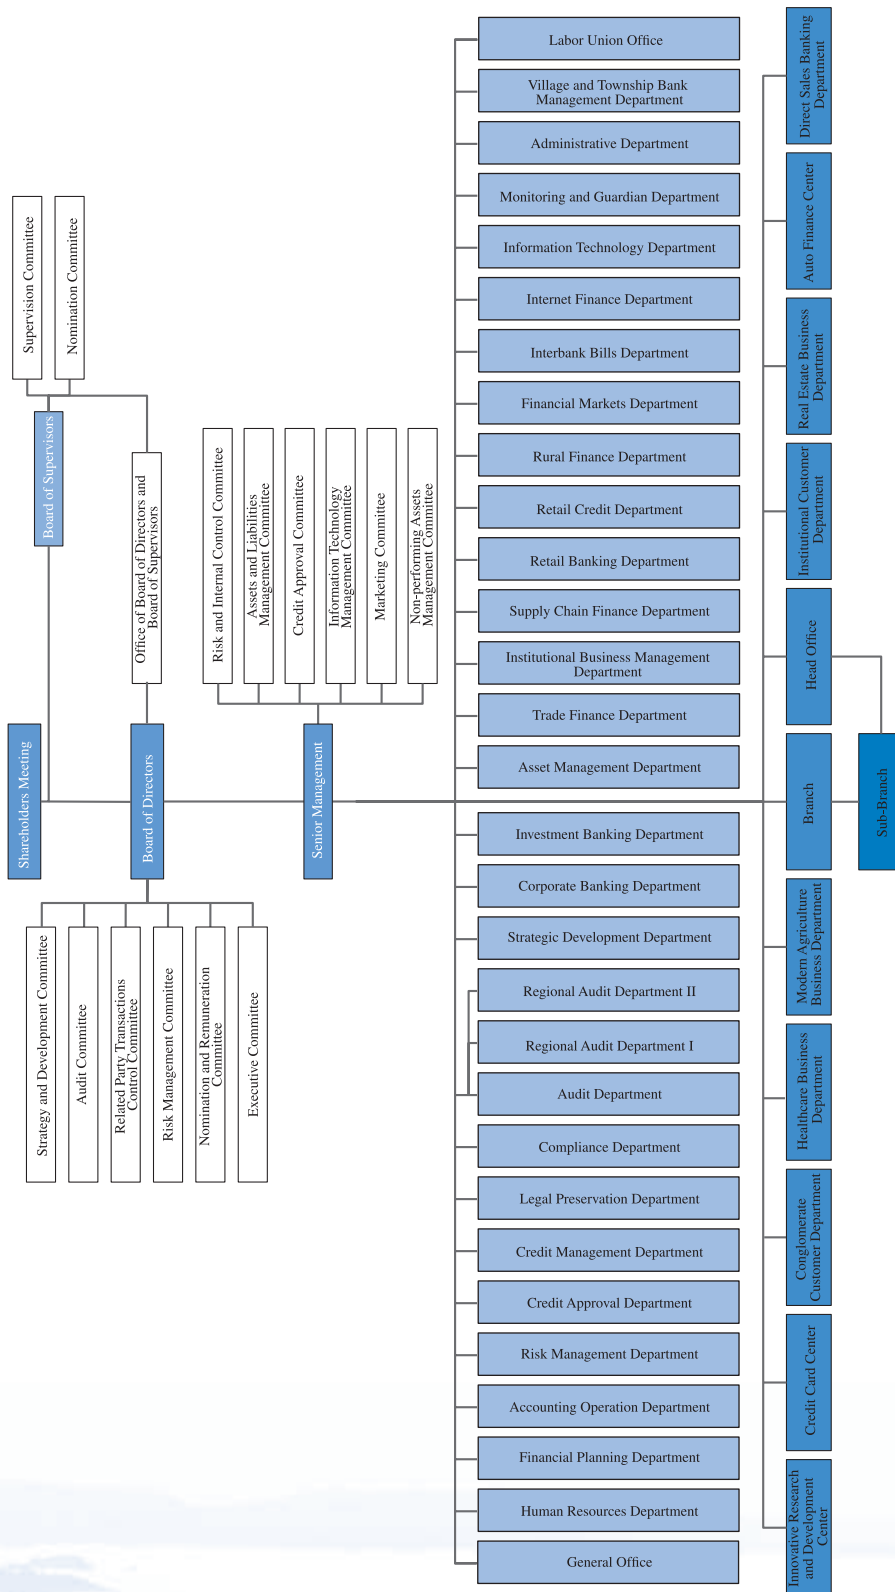 Shareholders Meeting
Board of Supervisors
Supervision Committee
Nomination Committee
Board of Directors
Office of Board of Directors and
Board of Supervisors
Strategy and Development Committee
Audit Committee
Related Party Transactions
Control Committee
Risk Management Committee
Nomination and Remuneration
Committee
Executive Committee
Senior Management
Risk and Internal Control Committee
Assets and Liabilities
Management Committee
Credit Approval Committee
Information Technology
Management Committee
Marketing Committee
Non-performing Assets
Management Committee
Labor Union Office
Village and Township Bank
Management Department
Administrative Department
Monitoring and Guardian Department
Information Technology Department
Internet Finance Department
Interbank Bills Department
Financial Markets Department
Rural Finance Department
Retail Credit Department
Retail Banking Department
Supply Chain Finance Department
Institutional Business Management
Department
Trade Finance Department
Asset Management Department
Investment Banking Department
Corporate Banking Department
Strategic Development Department
Regional Audit Department II
Regional Audit Department I
Audit Department
Compliance Department
Legal Preservation Department
Credit Management Department
Credit Approval Department
Risk Management Department
Accounting Operation Department
Financial Planning Department
Human Resources Department
General Office
Direct Sales Banking
Department
Auto Finance Center
Real Estate Business
Department
Institutional Customer
Department
Head Office
Branch
Modern Agriculture
Business Department
Healthcare Business
Department
Conglomerate
Customer Department
Credit Card Center
Innovative Research
and Development
Center
Sub-Branch